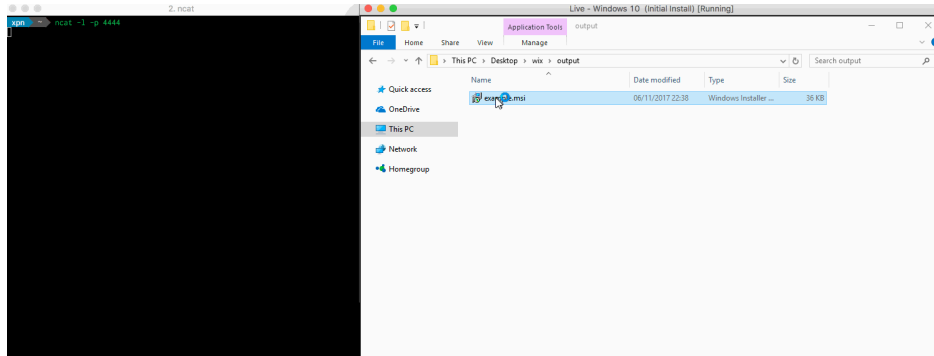 2. ncat
xpn ~ ncat -l -p 4444
Live - Windows 10 (Initial Install) [Running]
Application Tools output
File Home Share View Manage
This PC > Desktop > wix > output
Search output
Name Date modified Type Size
Quick access
example.msi 06/11/2017 22:38 Windows Installer ... 36 KB
OneDrive
This PC
Network
Homegroup